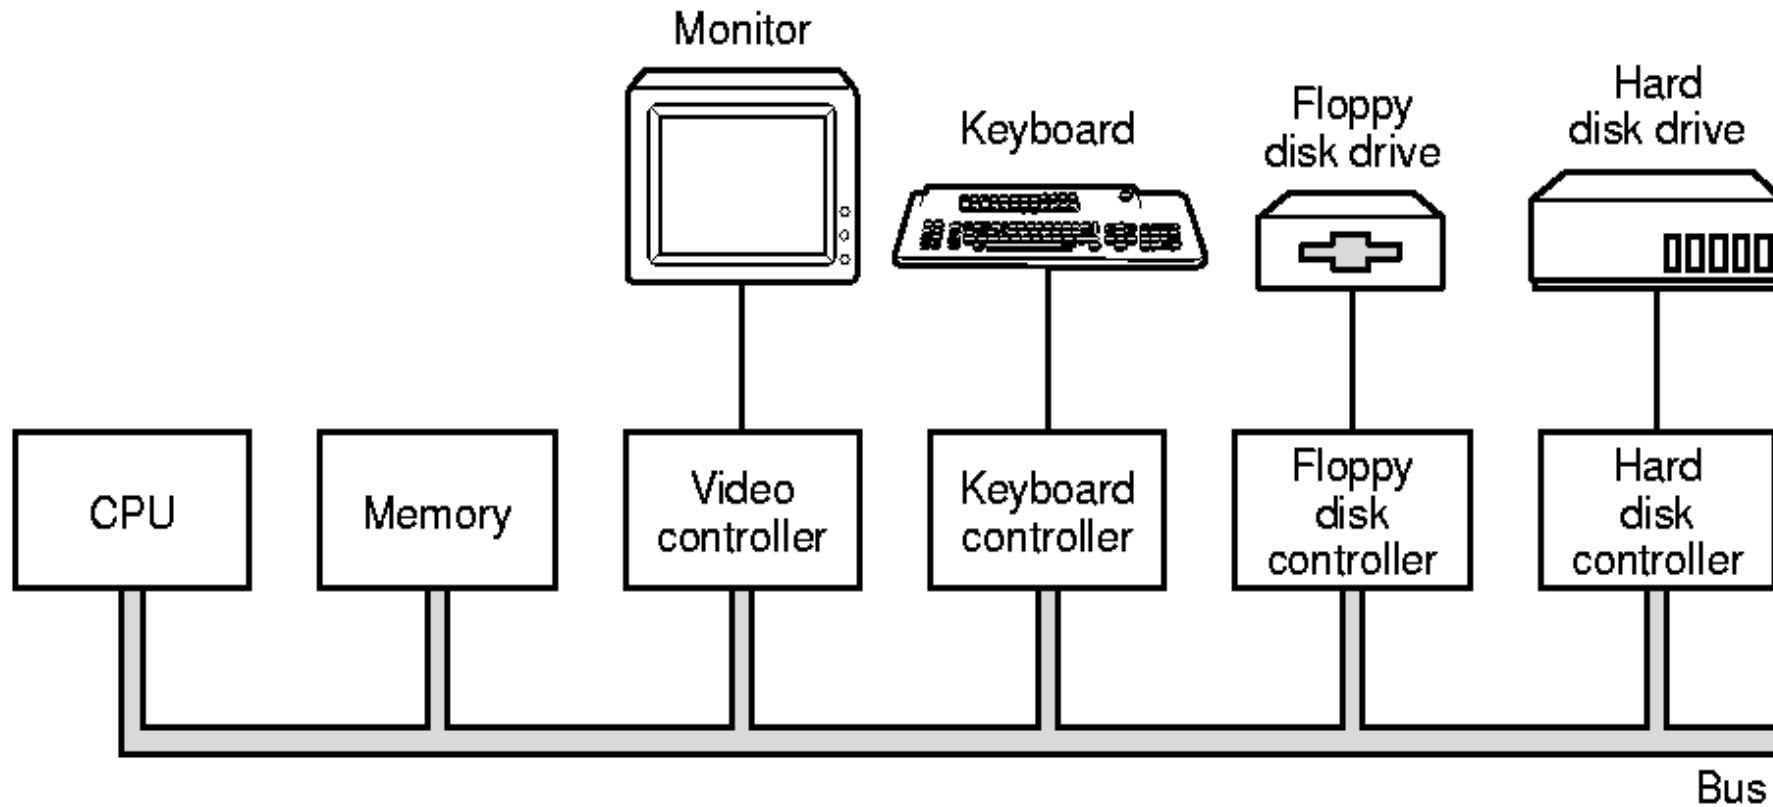 Monitor
Keyboard
Floppy
disk drive
Hard
disk drive
CPU
Memory
Video
controller
Keyboard
controller
Floppy
disk
controller
Hard
disk
controller
Bus